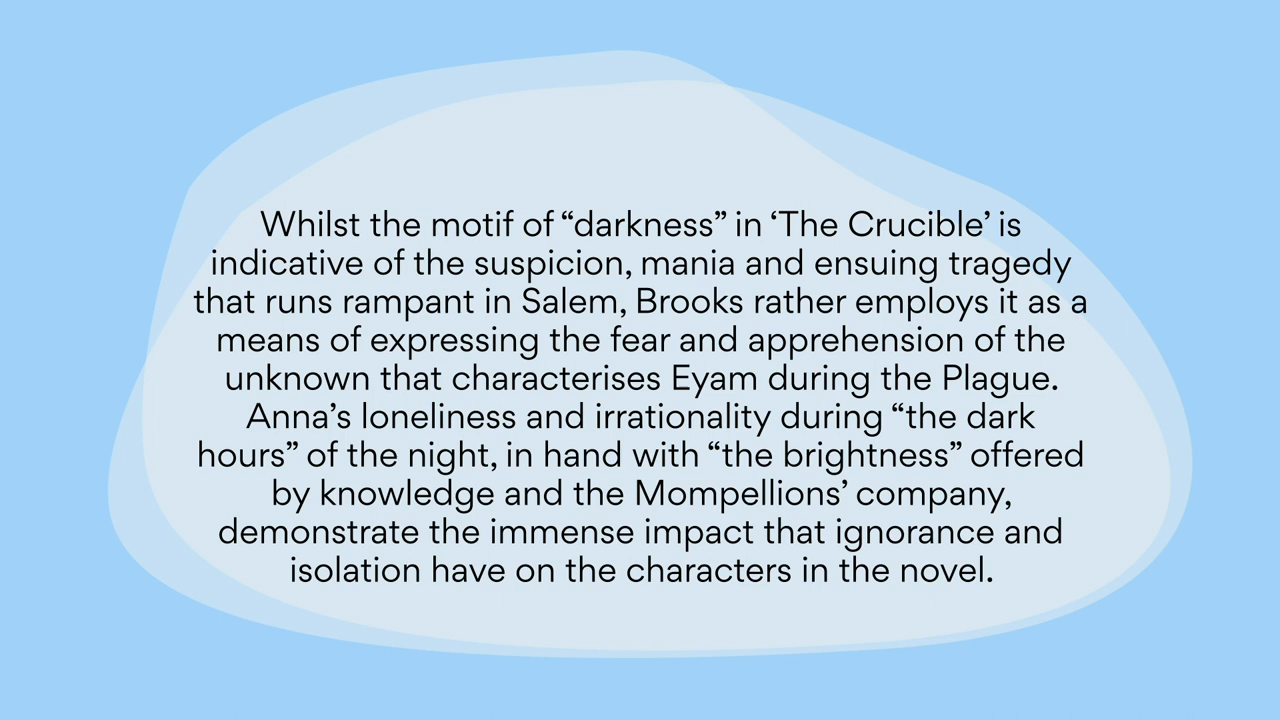 Whilst the motif of “darkness” in ‘The Crucible’ is
indicative of the suspicion, mania and ensuing tragedy
that runs rampant in Salem, Brooks rather employs it as a
means of expressing the fear and apprehension of the
unknown that characterises Eyam during the Plague.
Anna’s loneliness and irrationality during “the dark
hours” of the night, in hand with “the brightness” offered
by knowledge and the Mompellions’ company,
demonstrate the immense impact that ignorance and
isolation have on the characters in the novel.